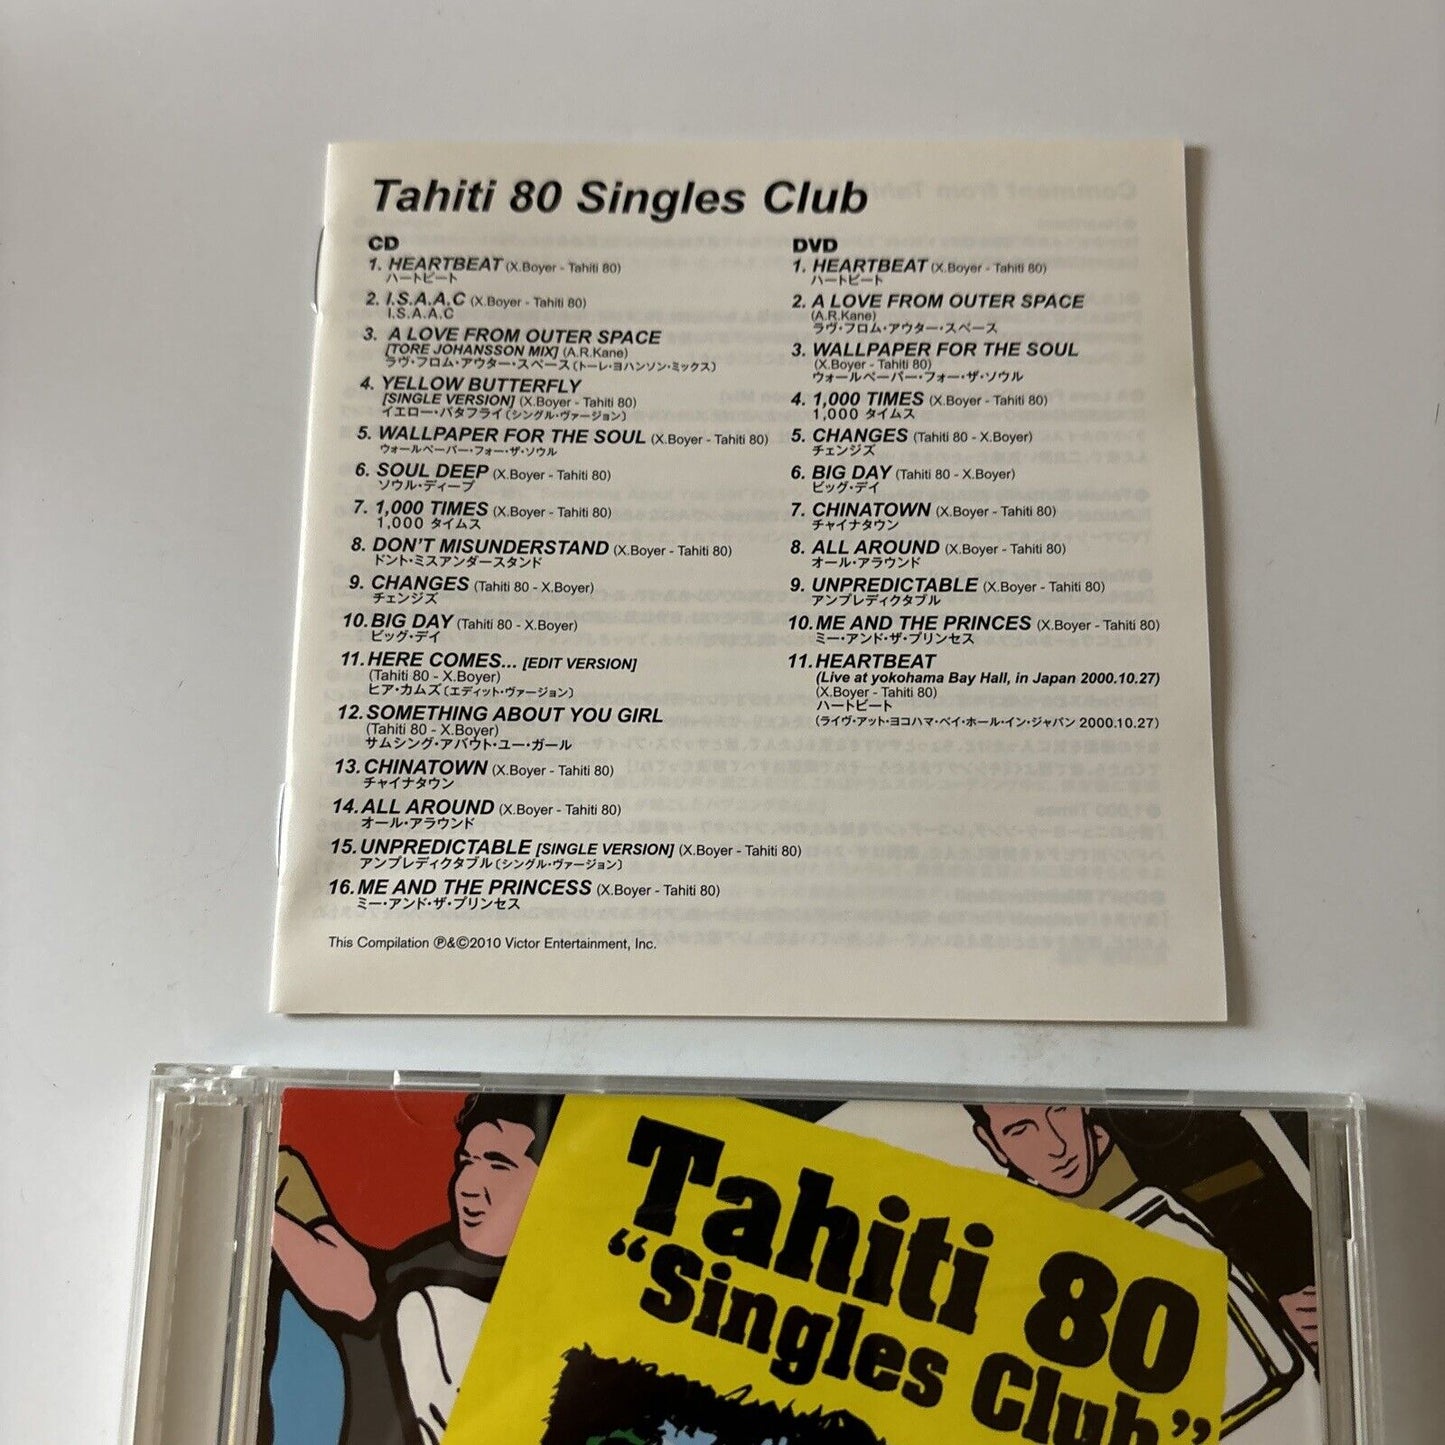 Tahiti 80 Singles Club
CD
1. HEARTBEAT (X.Boyer - Tahiti 80)
ハートビート
2. I.S.A.A.C (X.Boyer - Tahiti 80)
I.S.A.A.C
3. A LOVE FROM OUTER SPACE
[TORE JOHANSSON MIX] (A.R.Kane)
ラヴ・フロム・アウター・スペース〔トーレ・ヨハンソン・ミックス〕
4. YELLOW BUTTERFLY
[SINGLE VERSION] (X.Boyer - Tahiti 80)
イエロー・バタフライ〔シングル・ヴァージョン〕
5. WALLPAPER FOR THE SOUL (X.Boyer - Tahiti 80)
ウォールペーパー・フォー・ザ・ソウル
6. SOUL DEEP (X.Boyer - Tahiti 80)
ソウル・ディープ
7. 1,000 TIMES (X.Boyer - Tahiti 80)
1,000 タイムス
8. DON'T MISUNDERSTAND (X.Boyer - Tahiti 80)
ドント・ミスアンダースタンド
9. CHANGES (Tahiti 80 - X.Boyer)
チェンジズ
10. BIG DAY (Tahiti 80 - X.Boyer)
ビッグ・デイ
11. HERE COMES... [EDIT VERSION]
(Tahiti 80 - X.Boyer)
ヒア・カムズ〔エディット・ヴァージョン〕
12. SOMETHING ABOUT YOU GIRL
(Tahiti 80 - X.Boyer)
サムシング・アバウト・ユー・ガール
13. CHINATOWN (X.Boyer - Tahiti 80)
チャイナタウン
14. ALL AROUND (X.Boyer - Tahiti 80)
オール・アラウンド
15. UNPREDICTABLE [SINGLE VERSION] (X.Boyer - Tahiti 80)
アンプレディクタブル〔シングル・ヴァージョン〕
16. ME AND THE PRINCESS (X.Boyer - Tahiti 80)
ミー・アンド・ザ・プリンセス
This Compilation ℗&©2010 Victor Entertainment, Inc.
DVD
1. HEARTBEAT (X.Boyer - Tahiti 80)
ハートビート
2. A LOVE FROM OUTER SPACE
(A.R.Kane)
ラヴ・フロム・アウター・スペース
3. WALLPAPER FOR THE SOUL
(X.Boyer - Tahiti 80)
ウォールペーパー・フォー・ザ・ソウル
4. 1,000 TIMES (X.Boyer - Tahiti 80)
1,000 タイムス
5. CHANGES (Tahiti 80 - X.Boyer)
チェンジズ
6. BIG DAY (Tahiti 80 - X.Boyer)
ビッグ・デイ
7. CHINATOWN (X.Boyer - Tahiti 80)
チャイナタウン
8. ALL AROUND (X.Boyer - Tahiti 80)
オール・アラウンド
9. UNPREDICTABLE (X.Boyer - Tahiti 80)
アンプレディクタブル
10. ME AND THE PRINCES (X.Boyer - Tahiti 80)
ミー・アンド・ザ・プリンセス
11. HEARTBEAT
(Live at yokohama Bay Hall, in Japan 2000.10.27)
(X.Boyer - Tahiti 80)
ハートビート
(ライヴ・アット・ヨコハマ・ベイ・ホール・イン・ジャパン 2000.10.27)
Tahiti 80
“Singles Club”